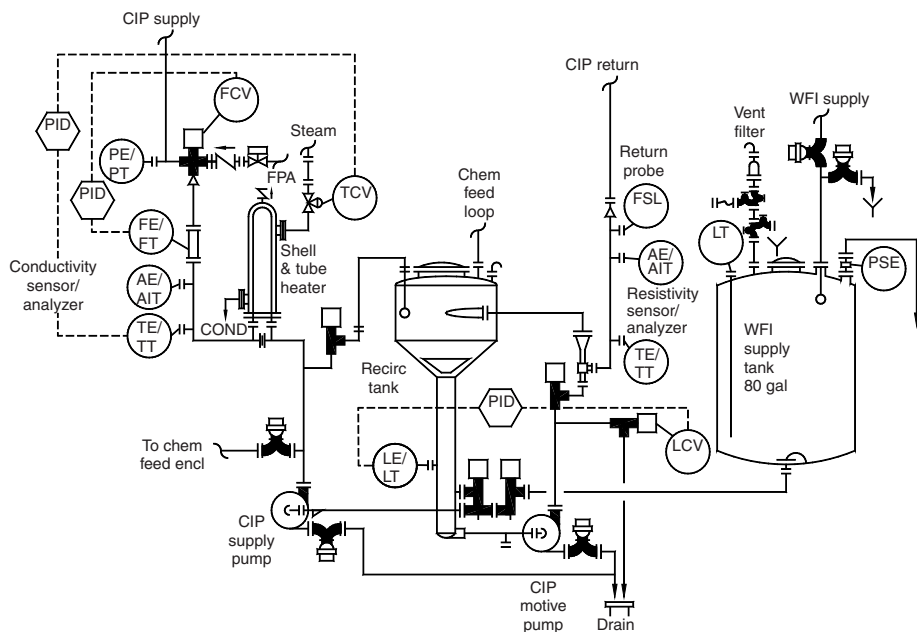 CIP supply
PID
FCV
PE/
PT
FPA
Steam
TCV
PID
FE/
FT
Conductivity
sensor/
analyzer
AE/
AIT
TE/
TT
COND
Shell
& tube
heater
Chem
feed
loop
CIP return
Return
probe
FSL
AE/
AIT
Resistivity
sensor/
analyzer
TE/
TT
Vent
filter
WFI supply
LT
PSE
WFI
supply
tank
80 gal
Recirc
tank
PID
LCV
LE/
LT
To chem
feed encl
CIP
supply
pump
CIP
motive
pump
Drain